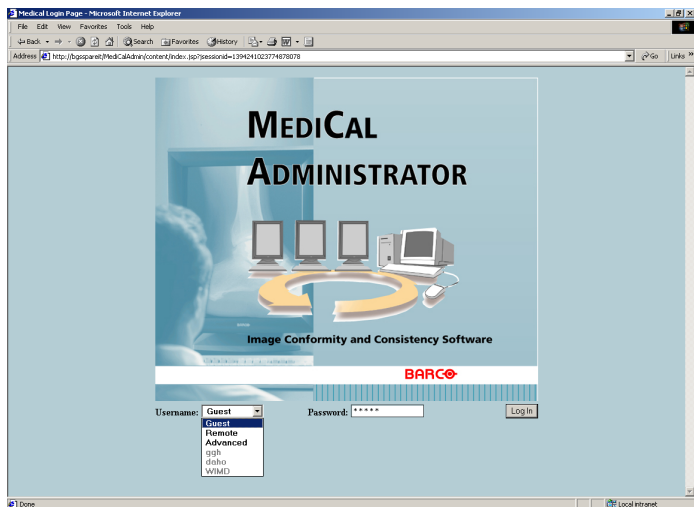 Medical Login Page - Microsoft Internet Explorer
File Edit View Favorites Tools Help
Back Search Favorites History
Address http://bgsspareit/MediCalAdmin/content/index.jsp?jsessionid=1394241023774878078 Go Links »
MEDICAL
ADMINISTRATOR
Image Conformity and Consistency Software
BARCO
Username: Guest Password: ***** Log In
Guest
Remote
Advanced
ggh
daho
WIMD
Done Local intranet